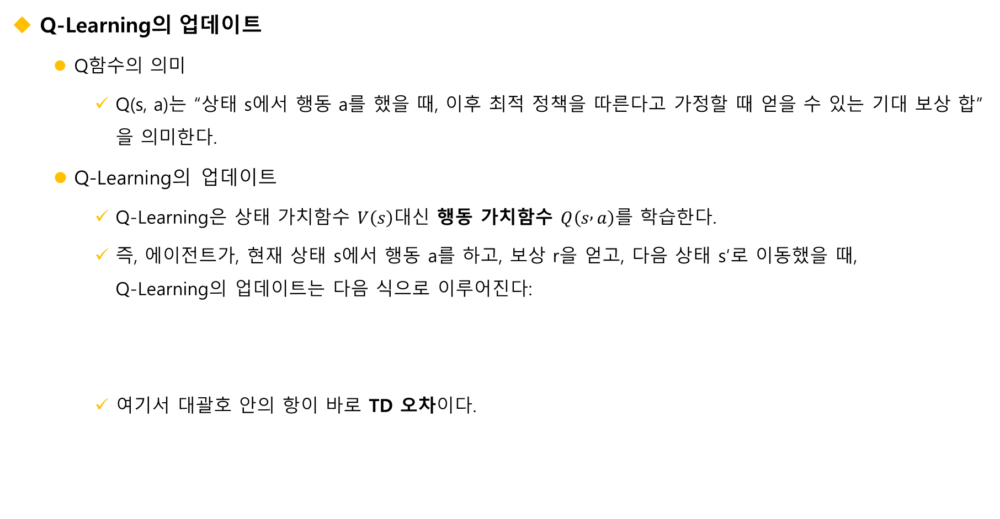 Q-Learning의 업데이트
Q함수의 의미
Q(s, a)는 “상태 s에서 행동 a를 했을 때, 이후 최적 정책을 따른다고 가정할 때 얻을 수 있는 기대 보상 합”
을 의미한다.
Q-Learning의 업데이트
Q-Learning은 상태 가치함수 V(s)대신 행동 가치함수 Q(s, a)를 학습한다.
즉, 에이전트가, 현재 상태 s에서 행동 a를 하고, 보상 r을 얻고, 다음 상태 s′로 이동했을 때,
Q-Learning의 업데이트는 다음 식으로 이루어진다:
여기서 대괄호 안의 항이 바로 TD 오차이다.